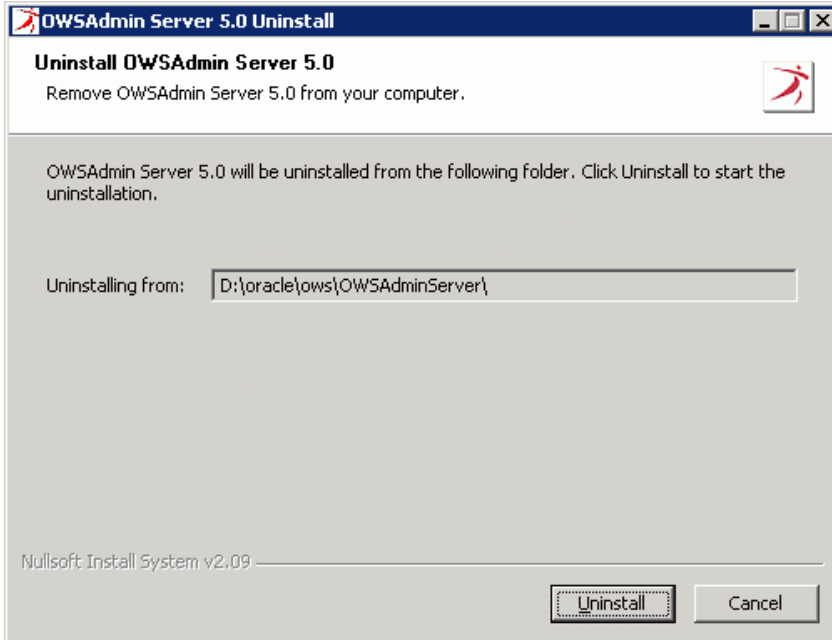 OWSAdmin Server 5.0 Uninstall
Uninstall OWSAdmin Server 5.0
Remove OWSAdmin Server 5.0 from your computer.
OWSAdmin Server 5.0 will be uninstalled from the following folder. Click Uninstall to start the
uninstallation.
Uninstalling from: D:\oracle\ows\OWSAdminServer\
Nullsoft Install System v2.09
Uninstall Cancel